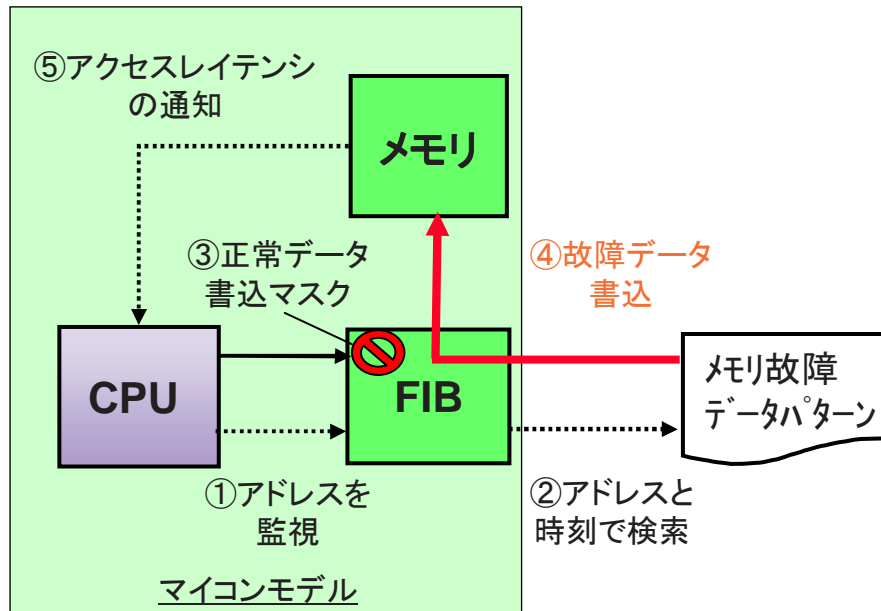 ⑤アクセスレイテンシ
の通知
メモリ
③正常データ
書込マスク
④故障データ
書込
CPU
FIB
メモリ故障
データパターン
①アドレスを
監視
②アドレスと
時刻で検索
マイコンモデル